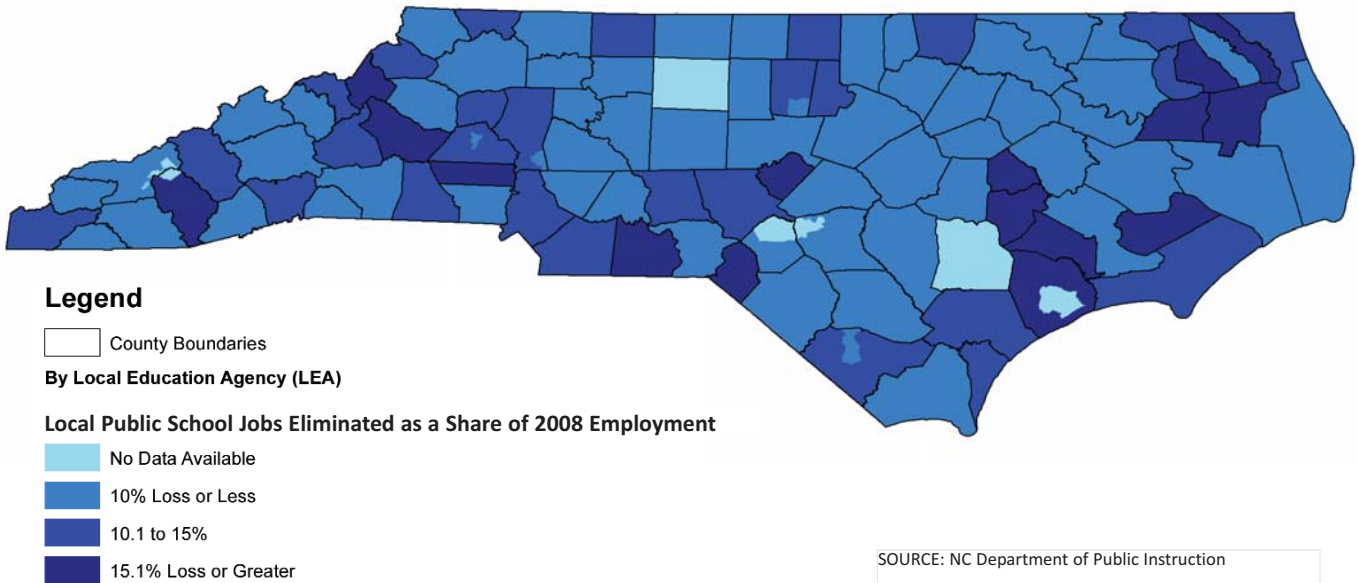 Legend
County Boundaries
By Local Education Agency (LEA)
Local Public School Jobs Eliminated as a Share of 2008 Employment
No Data Available
10% Loss or Less
10.1 to 15%
15.1% Loss or Greater
SOURCE: NC Department of Public Instruction